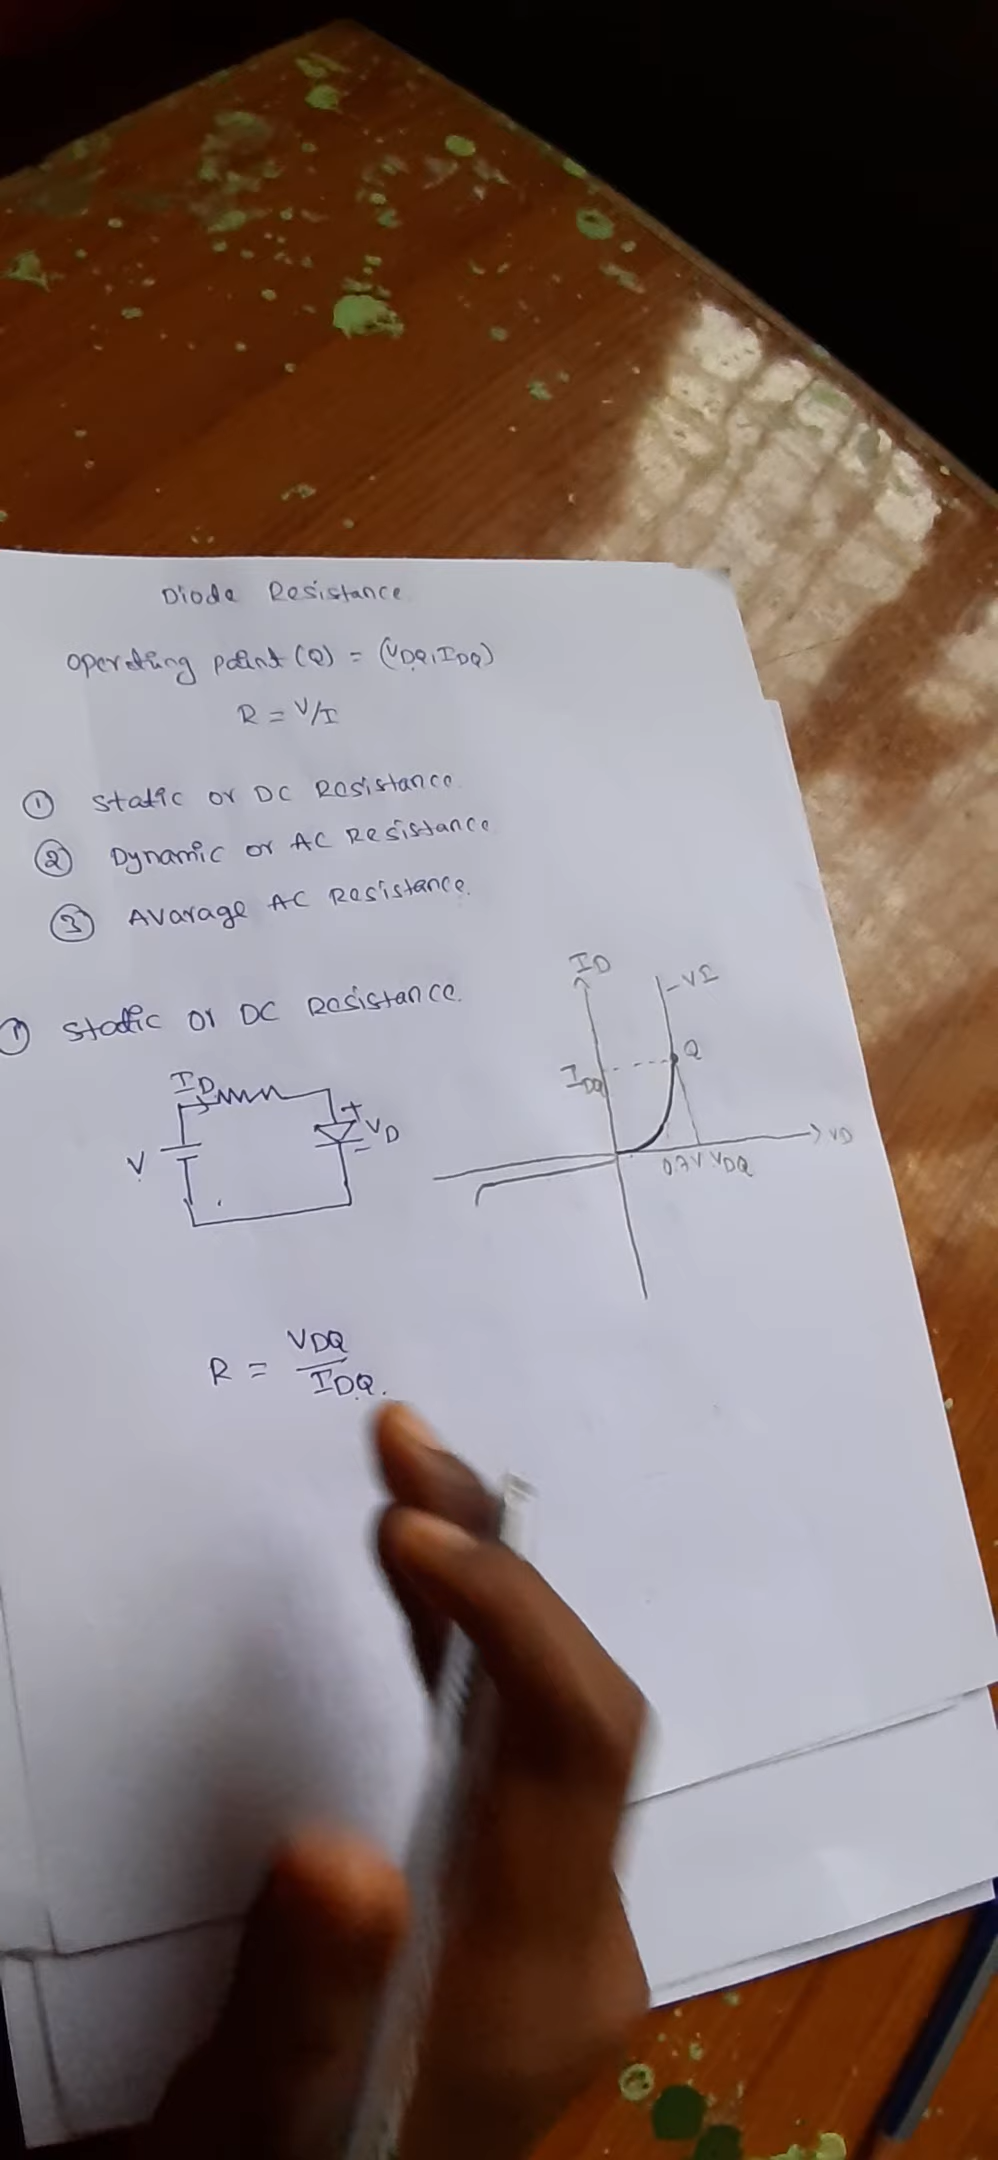 Diode Resistance
Operating point (Q) = (VDQ, IDQ)
R = V/I
① Static or DC Resistance.
② Dynamic or AC Resistance
③ Avarage AC Resistance.
① Static or DC Resistance.
ID
V
+
VD
-
ID
-VI
Q
IDQ
VD
0.7V VDQ
R = VDQ/IDQ.